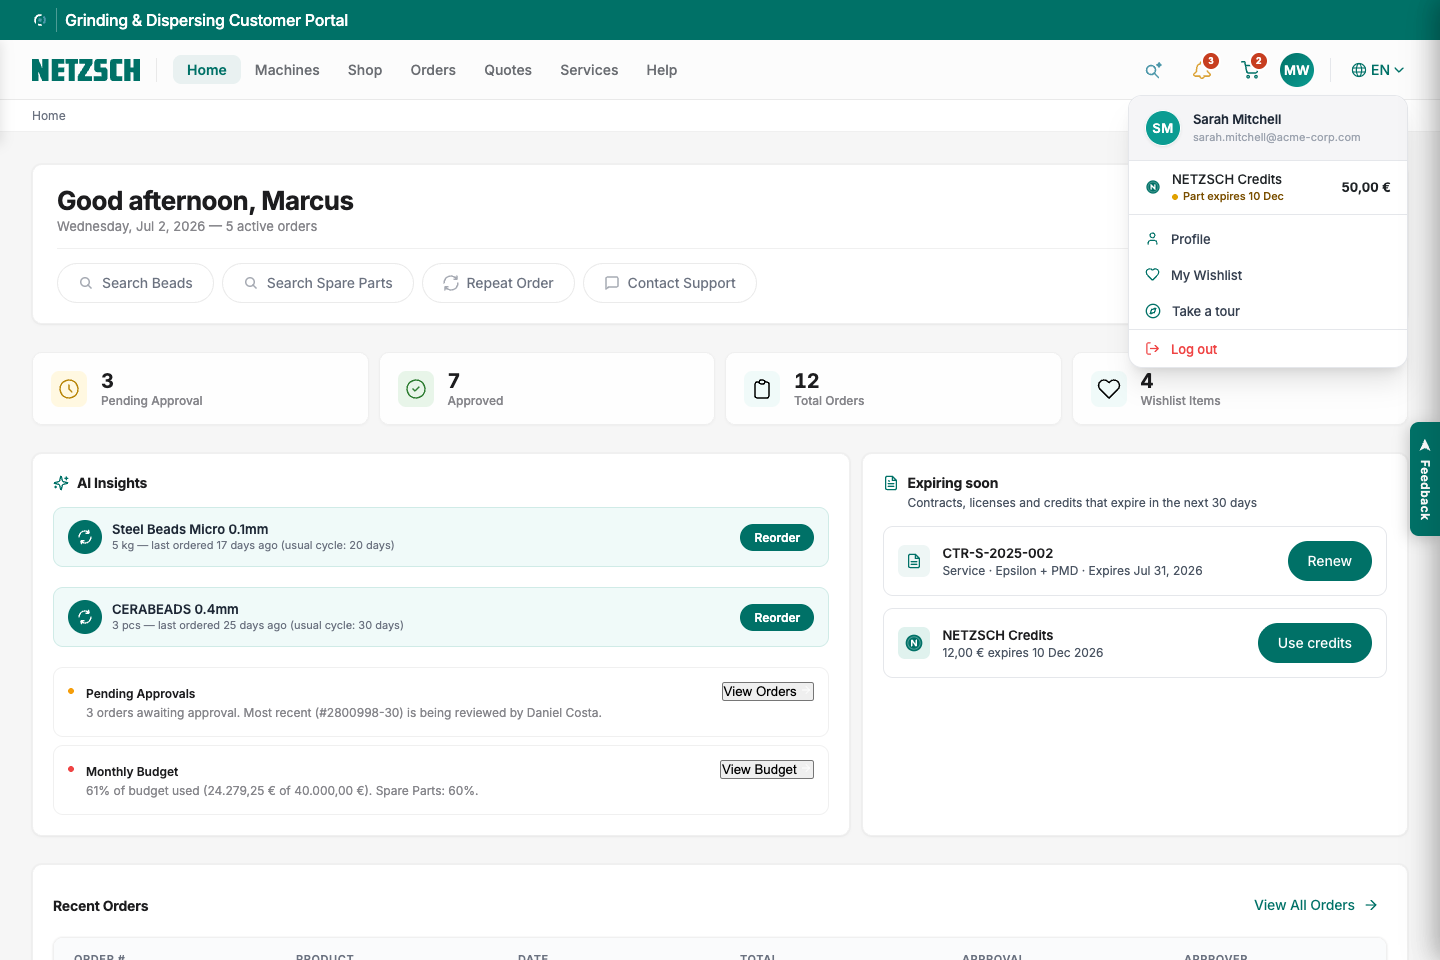 Grinding & Dispersing Customer Portal
NETZSCH
Home
Machines
Shop
Orders
Quotes
Services
Help
3
2
MW
EN
Home
SM
Sarah Mitchell
sarah.mitchell@acme-corp.com
N
NETZSCH Credits
Part expires 10 Dec
50,00 €
Profile
My Wishlist
Take a tour
Log out
Good afternoon, Marcus
Wednesday, Jul 2, 2026 — 5 active orders
Search Beads
Search Spare Parts
Repeat Order
Contact Support
3
Pending Approval
7
Approved
12
Total Orders
4
Wishlist Items
Feedback
AI Insights
Steel Beads Micro 0.1mm
5 kg — last ordered 17 days ago (usual cycle: 20 days)
Reorder
CERABEADS 0.4mm
3 pcs — last ordered 25 days ago (usual cycle: 30 days)
Reorder
Pending Approvals
3 orders awaiting approval. Most recent (#2800998-30) is being reviewed by Daniel Costa.
View Orders
Monthly Budget
61% of budget used (24.279,25 € of 40.000,00 €). Spare Parts: 60%.
View Budget
Expiring soon
Contracts, licenses and credits that expire in the next 30 days
CTR-S-2025-002
Service · Epsilon + PMD · Expires Jul 31, 2026
Renew
N
NETZSCH Credits
12,00 € expires 10 Dec 2026
Use credits
Recent Orders
View All Orders
ORDER #
PRODUCT
DATE
TOTAL
APPROVAL
APPROVER